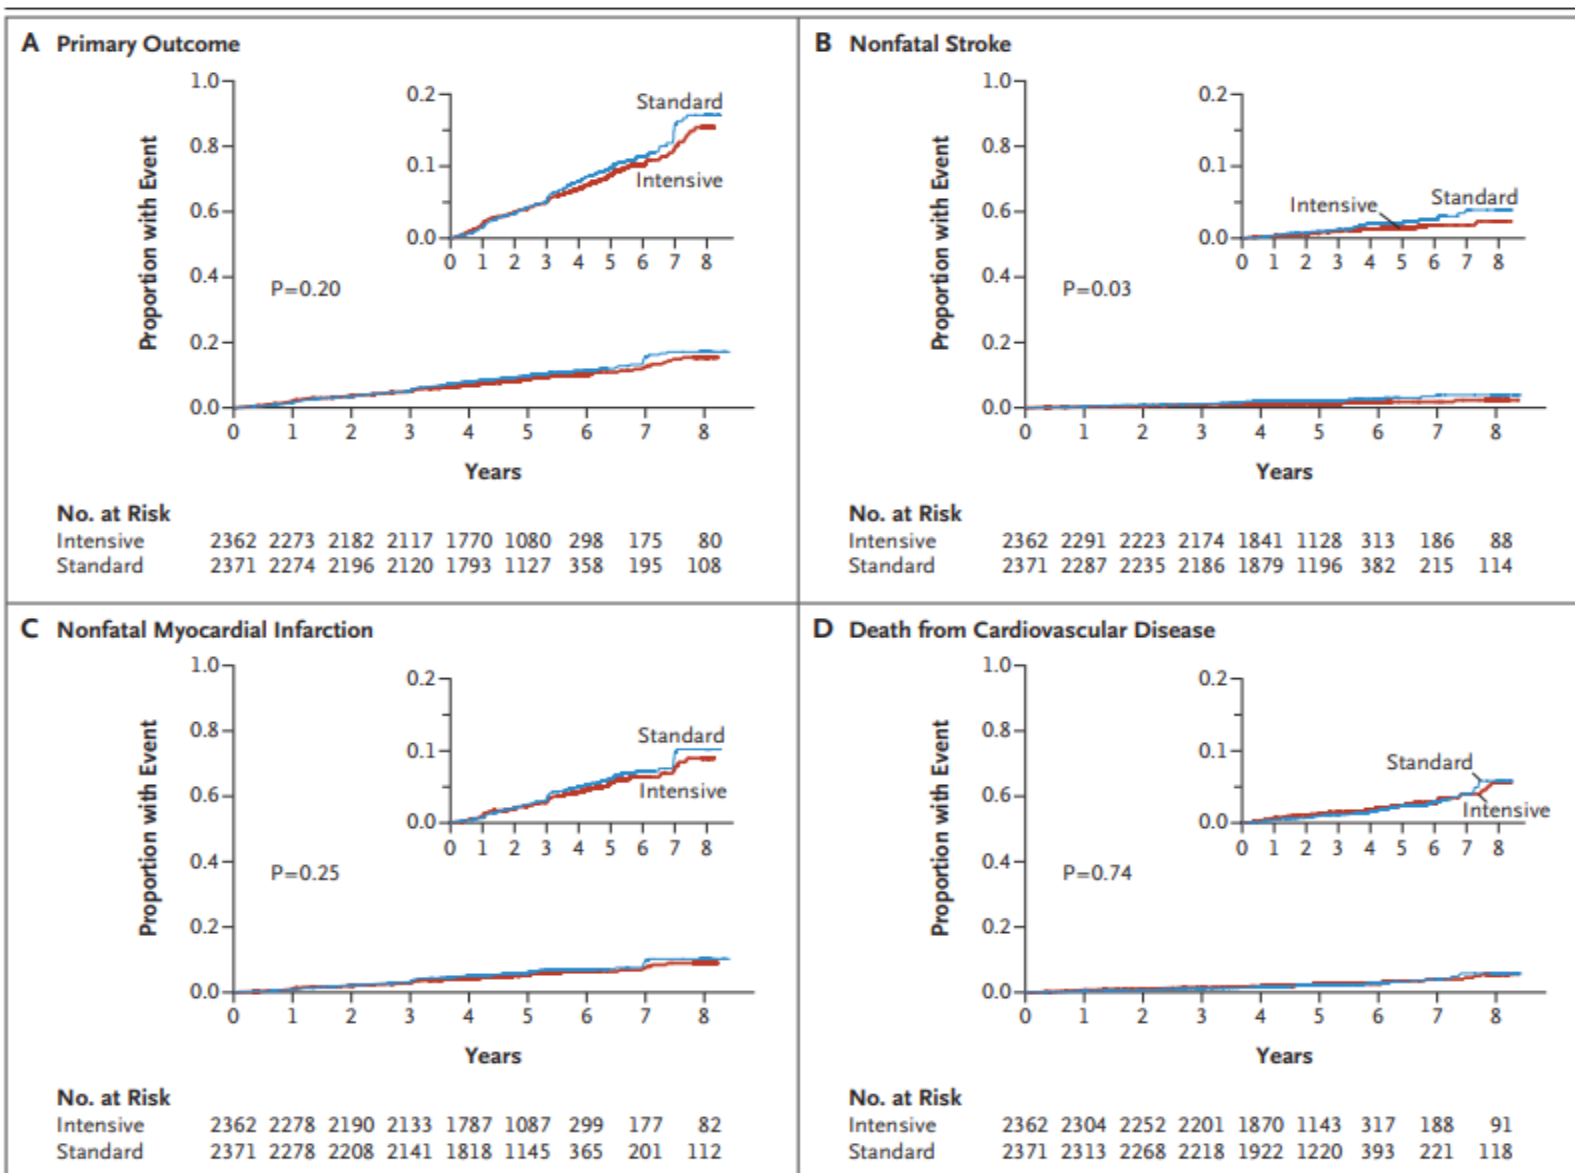 A Primary Outcome
Proportion with Event
1.0
0.8
0.6
0.4
0.2
0.0
0 1 2 3 4 5 6 7 8
Years
0.2
0.1
0.0
0 1 2 3 4 5 6 7 8
Standard
Intensive
P=0.20
No. at Risk
Intensive 2362 2273 2182 2117 1770 1080 298 175 80
Standard 2371 2274 2196 2120 1793 1127 358 195 108
B Nonfatal Stroke
Proportion with Event
1.0
0.8
0.6
0.4
0.2
0.0
0 1 2 3 4 5 6 7 8
Years
0.2
0.1
0.0
0 1 2 3 4 5 6 7 8
Intensive Standard
P=0.03
No. at Risk
Intensive 2362 2291 2223 2174 1841 1128 313 186 88
Standard 2371 2287 2235 2186 1879 1196 382 215 114
C Nonfatal Myocardial Infarction
Proportion with Event
1.0
0.8
0.6
0.4
0.2
0.0
0 1 2 3 4 5 6 7 8
Years
0.2
0.1
0.0
0 1 2 3 4 5 6 7 8
Standard
Intensive
P=0.25
No. at Risk
Intensive 2362 2278 2190 2133 1787 1087 299 177 82
Standard 2371 2278 2208 2141 1818 1145 365 201 112
D Death from Cardiovascular Disease
Proportion with Event
1.0
0.8
0.6
0.4
0.2
0.0
0 1 2 3 4 5 6 7 8
Years
0.2
0.1
0.0
0 1 2 3 4 5 6 7 8
Standard
Intensive
P=0.74
No. at Risk
Intensive 2362 2304 2252 2201 1870 1143 317 188 91
Standard 2371 2313 2268 2218 1922 1220 393 221 118